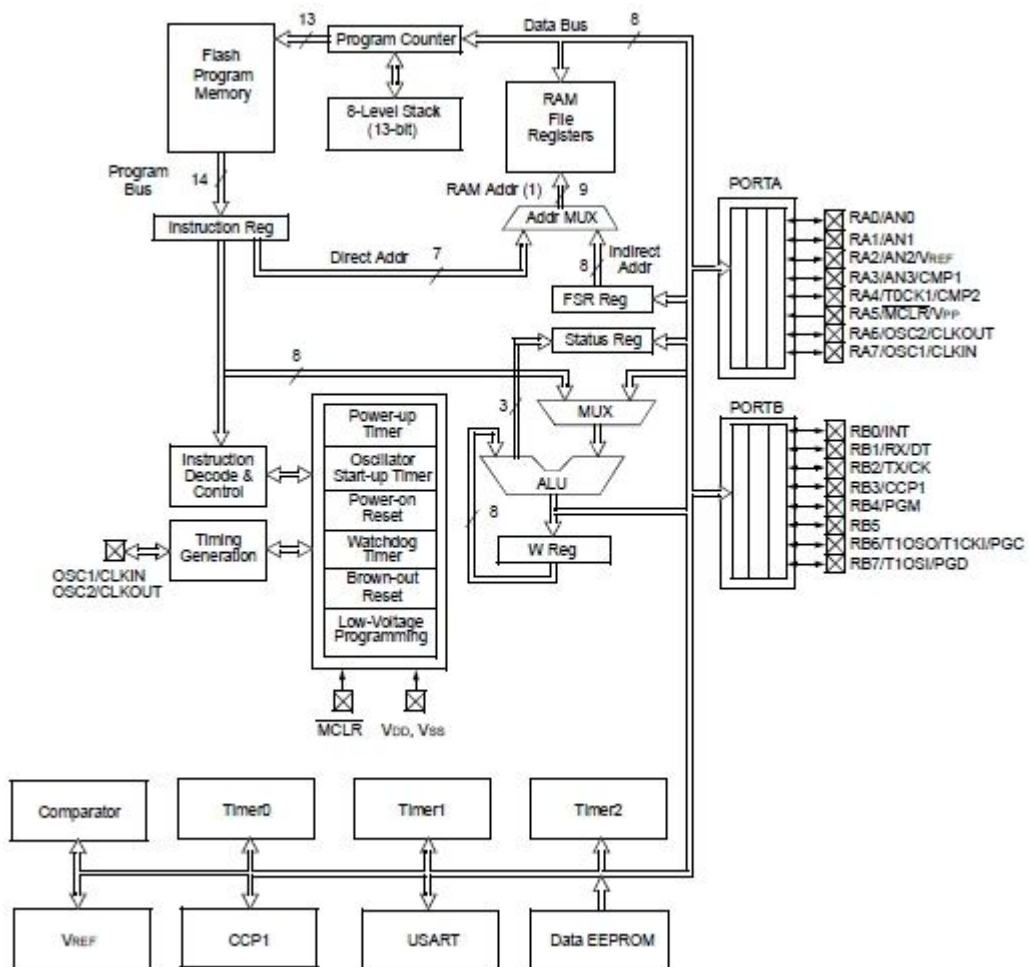 13
Data Bus
8
Program Counter
Flash
Program
Memory
8-Level Stack
(13-bit)
RAM
File
Registers
Program
Bus
14
RAM Addr (1)
9
Addr MUX
Instruction Reg
Direct Addr
7
8
Indirect
Addr
FSR Reg
Status Reg
8
3
MUX
Power-up
Timer
Oscillator
Start-up Timer
Power-on
Reset
Watchdog
Timer
Brown-out
Reset
Low-Voltage
Programming
Instruction
Decode &
Control
Timing
Generation
OSC1/CLKIN
OSC2/CLKOUT
ALU
8
W Reg
MCLR
VDD, VSS
PORTA
RA0/AN0
RA1/AN1
RA2/AN2/VREF
RA3/AN3/CMP1
RA4/T0CK1/CMP2
RA5/MCLR/VPP
RA6/OSC2/CLKOUT
RA7/OSC1/CLKIN
PORTB
RB0/INT
RB1/RX/DT
RB2/TX/CK
RB3/CCP1
RB4/PGM
RB5
RB6/T1OSO/T1CKI/PGC
RB7/T1OSI/PGD
Comparator
Timer0
Timer1
Timer2
VREF
CCP1
USART
Data EEPROM